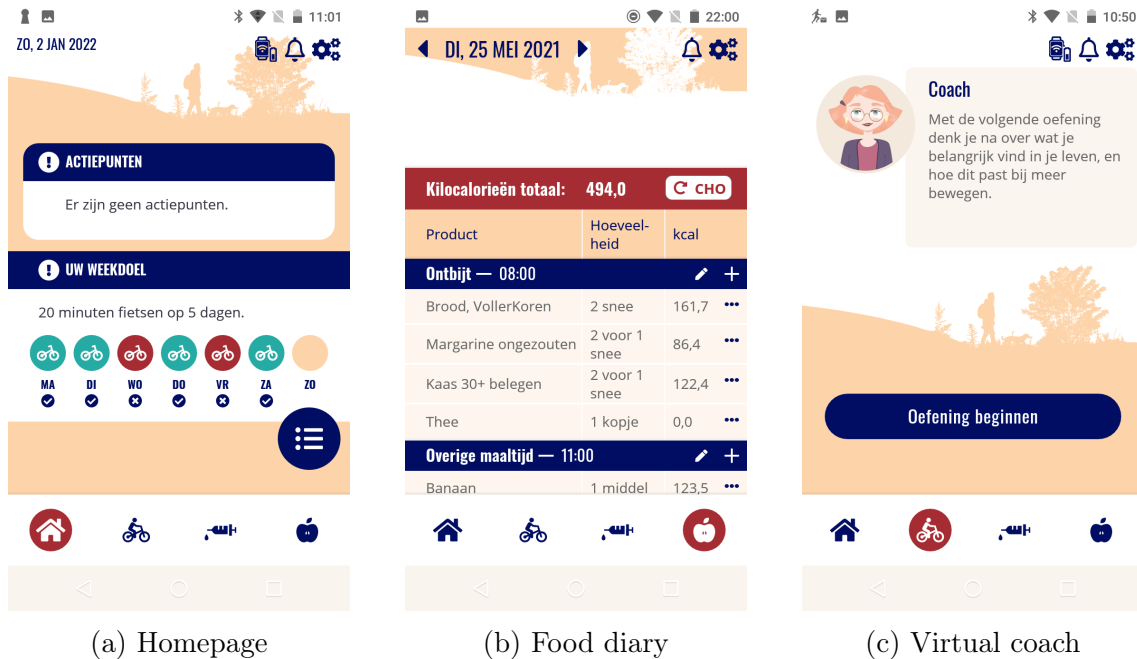 11:01
ZO, 2 JAN 2022
ACTIEPUNTEN
Er zijn geen actiepunten.
UW WEEKDOEL
20 minuten fietsen op 5 dagen.
MA DI WO DO VR ZA ZO
(a) Homepage
22:00
DI, 25 MEI 2021
Kilocalorieën totaal: 494,0 CHO
Product Hoeveel-
heid kcal
Ontbijt — 08:00
Brood, VollerKoren 2 snee 161,7
Margarine ongezouten 2 voor 1
snee 86,4
Kaas 30+ belegen 2 voor 1
snee 122,4
Thee 1 kopje 0,0
Overige maaltijd — 11:00
Banaan 1 middel 123,5
(b) Food diary
10:50
Coach
Met de volgende oefening
denk je na over wat je
belangrijk vind in je leven, en
hoe dit past bij meer
bewegen.
Oefening beginnen
(c) Virtual coach